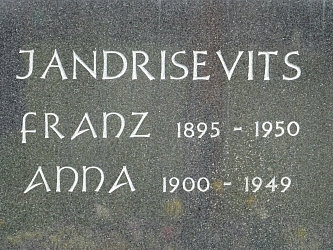 JANDRISEVITS
FRANZ 1895 - 1950
ANNA 1900 - 1949